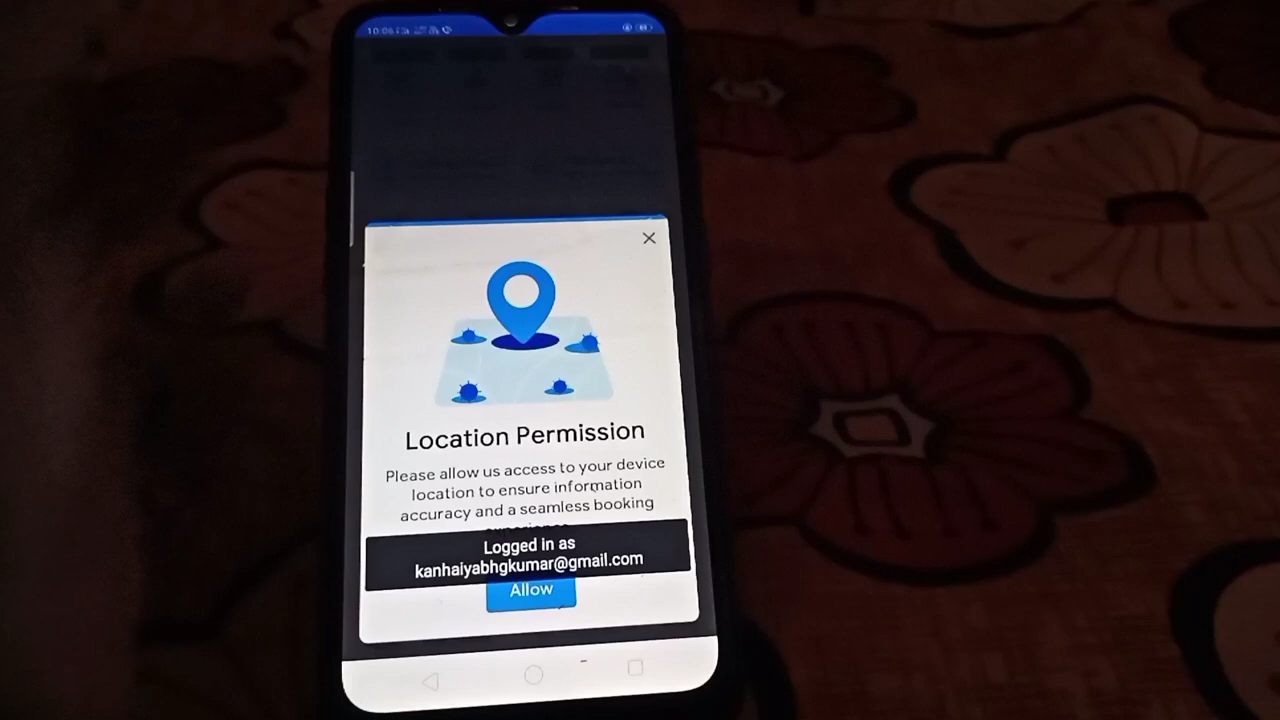 10:06
Location Permission
Please allow us access to your device
location to ensure information
accuracy and a seamless booking
Logged in as
kanhaiyabhgkumar@gmail.com
Allow